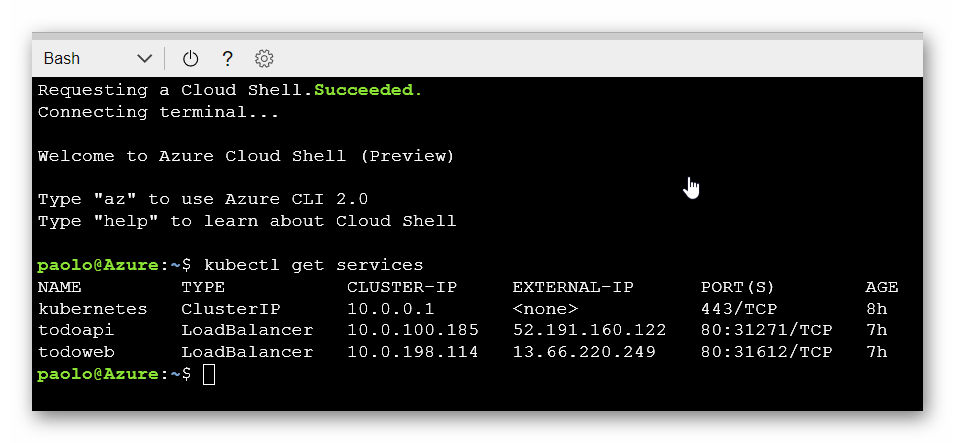 Bash ?
Requesting a Cloud Shell.Succeeded.
Connecting terminal...
Welcome to Azure Cloud Shell (Preview)
Type "az" to use Azure CLI 2.0
Type "help" to learn about Cloud Shell
paolo@Azure:~$ kubectl get services
NAME TYPE CLUSTER-IP EXTERNAL-IP PORT(S) AGE
kubernetes ClusterIP 10.0.0.1 <none> 443/TCP 8h
todoapi LoadBalancer 10.0.100.185 52.191.160.122 80:31271/TCP 7h
todoweb LoadBalancer 10.0.198.114 13.66.220.249 80:31612/TCP 7h
paolo@Azure:~$